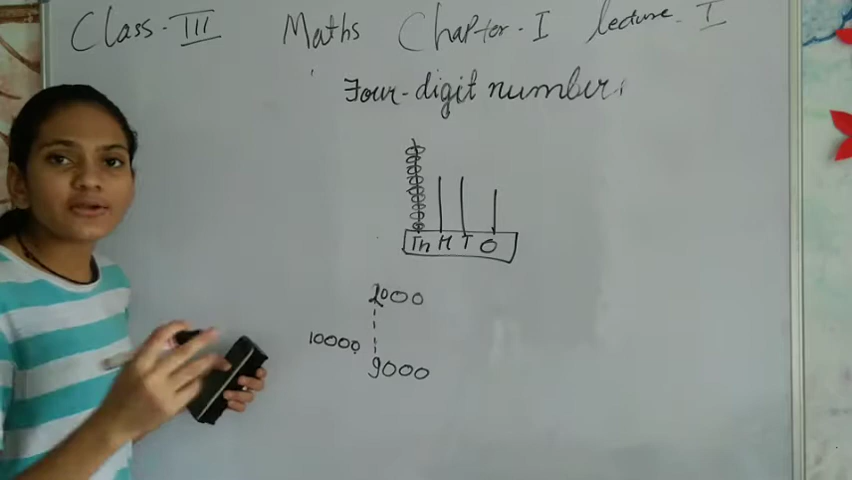 Class - III Maths Chapter - I lecture - I
Four-digit number
Th H T O
2000
10000
9000